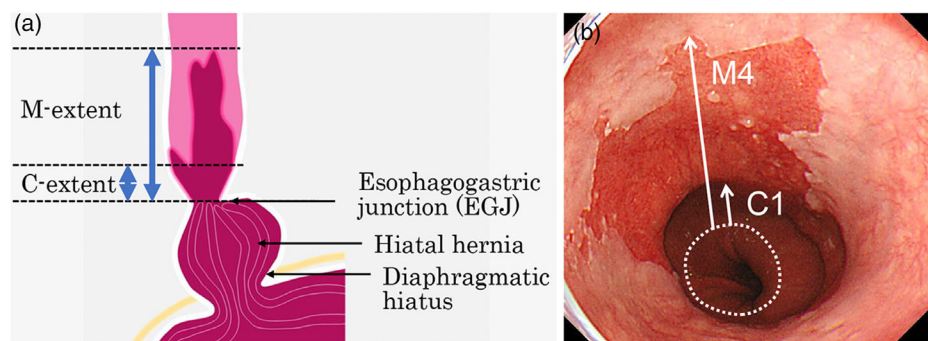 (a)
M-extent
C-extent
Esophagogastric
junction (EGJ)
Hiatal hernia
Diaphragmatic
hiatus
(b)
M4
C1